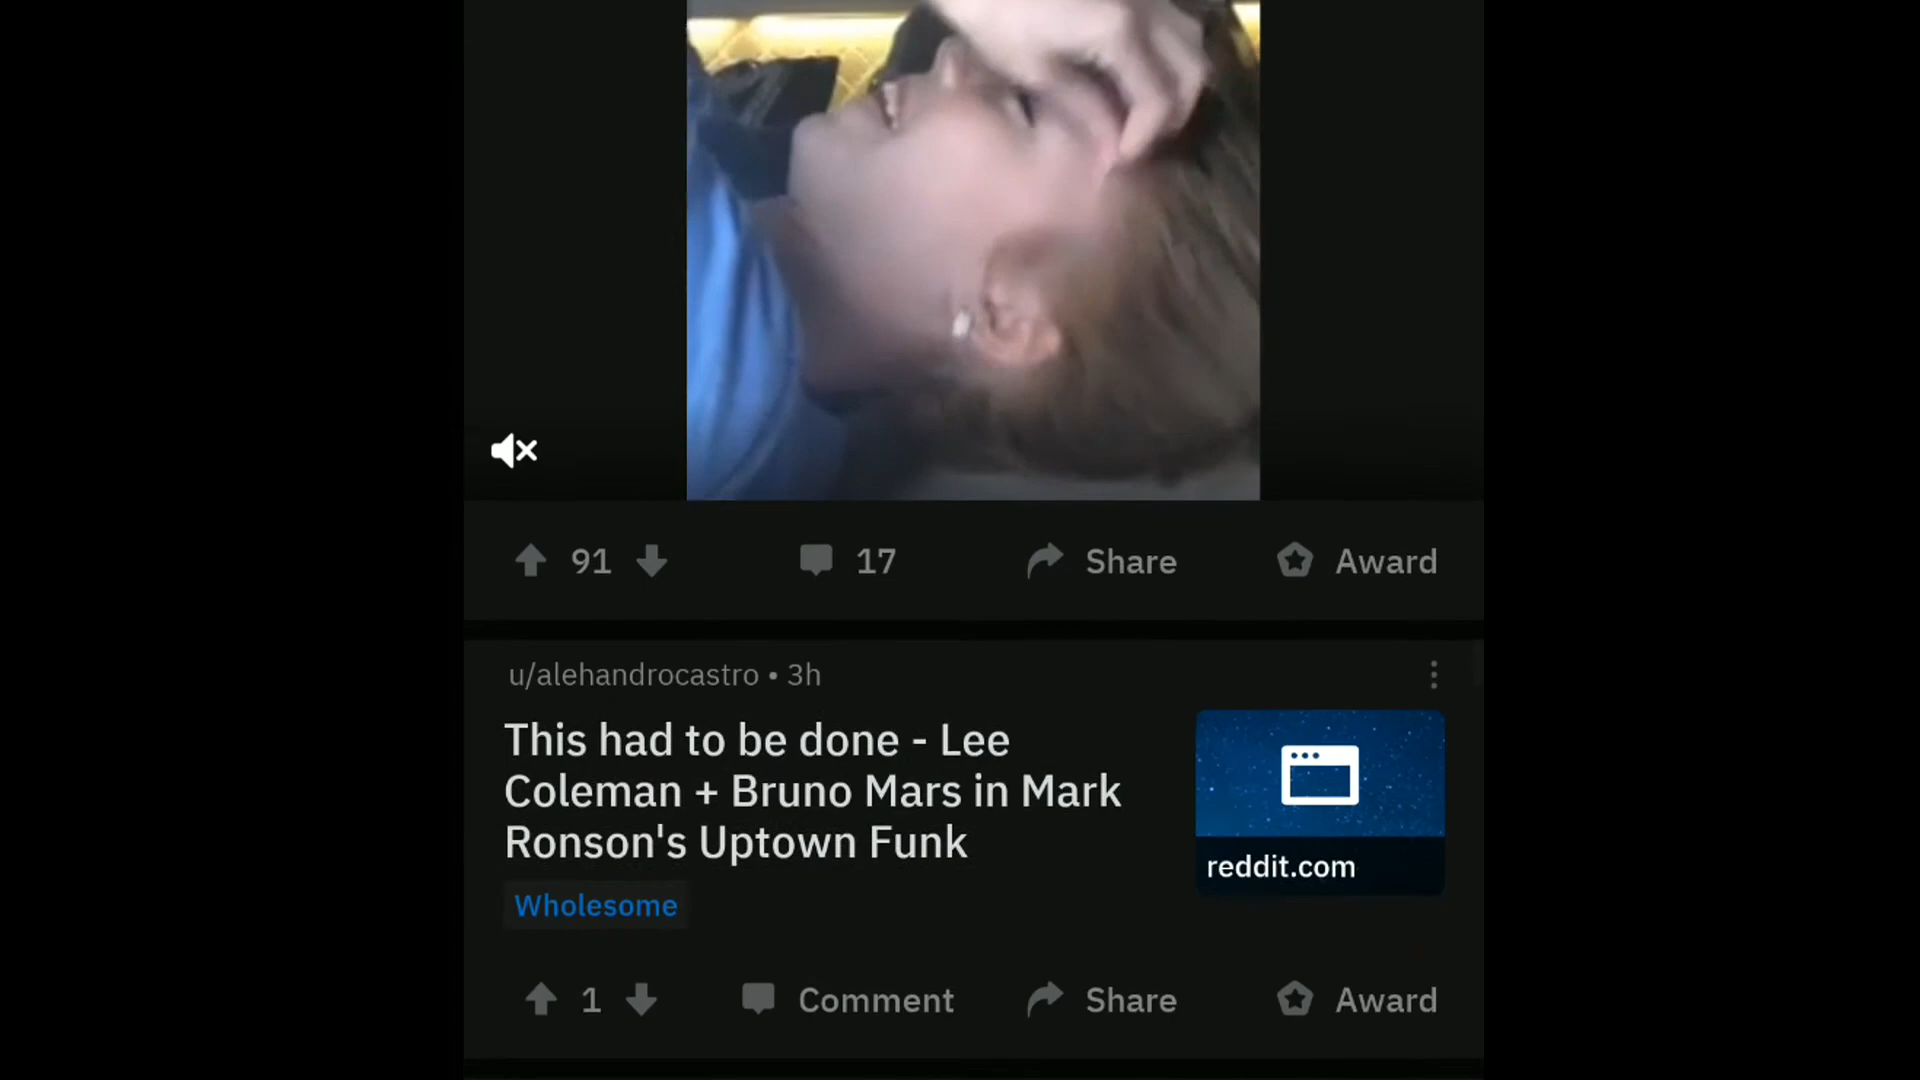 91
17
Share
Award
u/alehandrocastro • 3h
This had to be done - Lee
Coleman + Bruno Mars in Mark
Ronson's Uptown Funk
reddit.com
Wholesome
1
Comment
Share
Award